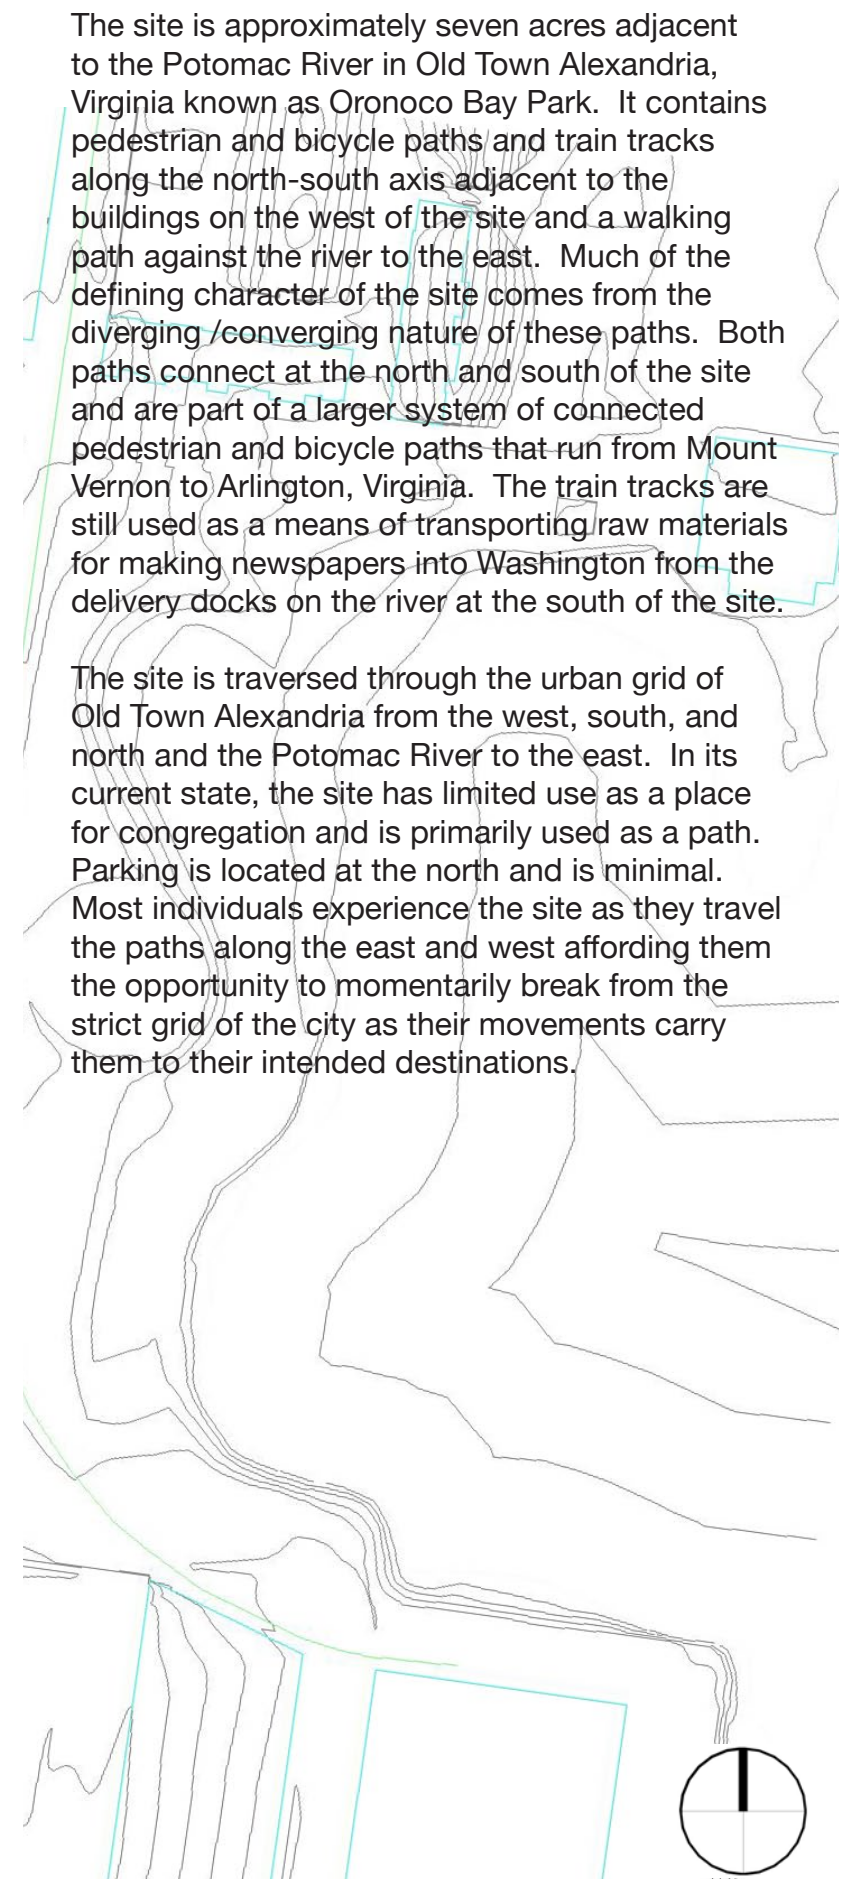 The site is approximately seven acres adjacent
to the Potomac River in Old Town Alexandria,
Virginia known as Oronoco Bay Park.  It contains
pedestrian and bicycle paths and train tracks
along the north-south axis adjacent to the
buildings on the west of the site and a walking
path against the river to the east.  Much of the
defining character of the site comes from the
diverging /converging nature of these paths.  Both
paths connect at the north and south of the site
and are part of a larger system of connected
pedestrian and bicycle paths that run from Mount
Vernon to Arlington, Virginia.  The train tracks are
still used as a means of transporting raw materials
for making newspapers into Washington from the
delivery docks on the river at the south of the site.

The site is traversed through the urban grid of
Old Town Alexandria from the west, south, and
north and the Potomac River to the east.  In its
current state, the site has limited use as a place
for congregation and is primarily used as a path.
Parking is located at the north and is minimal.
Most individuals experience the site as they travel
the paths along the east and west affording them
the opportunity to momentarily break from the
strict grid of the city as their movements carry
them to their intended destinations.